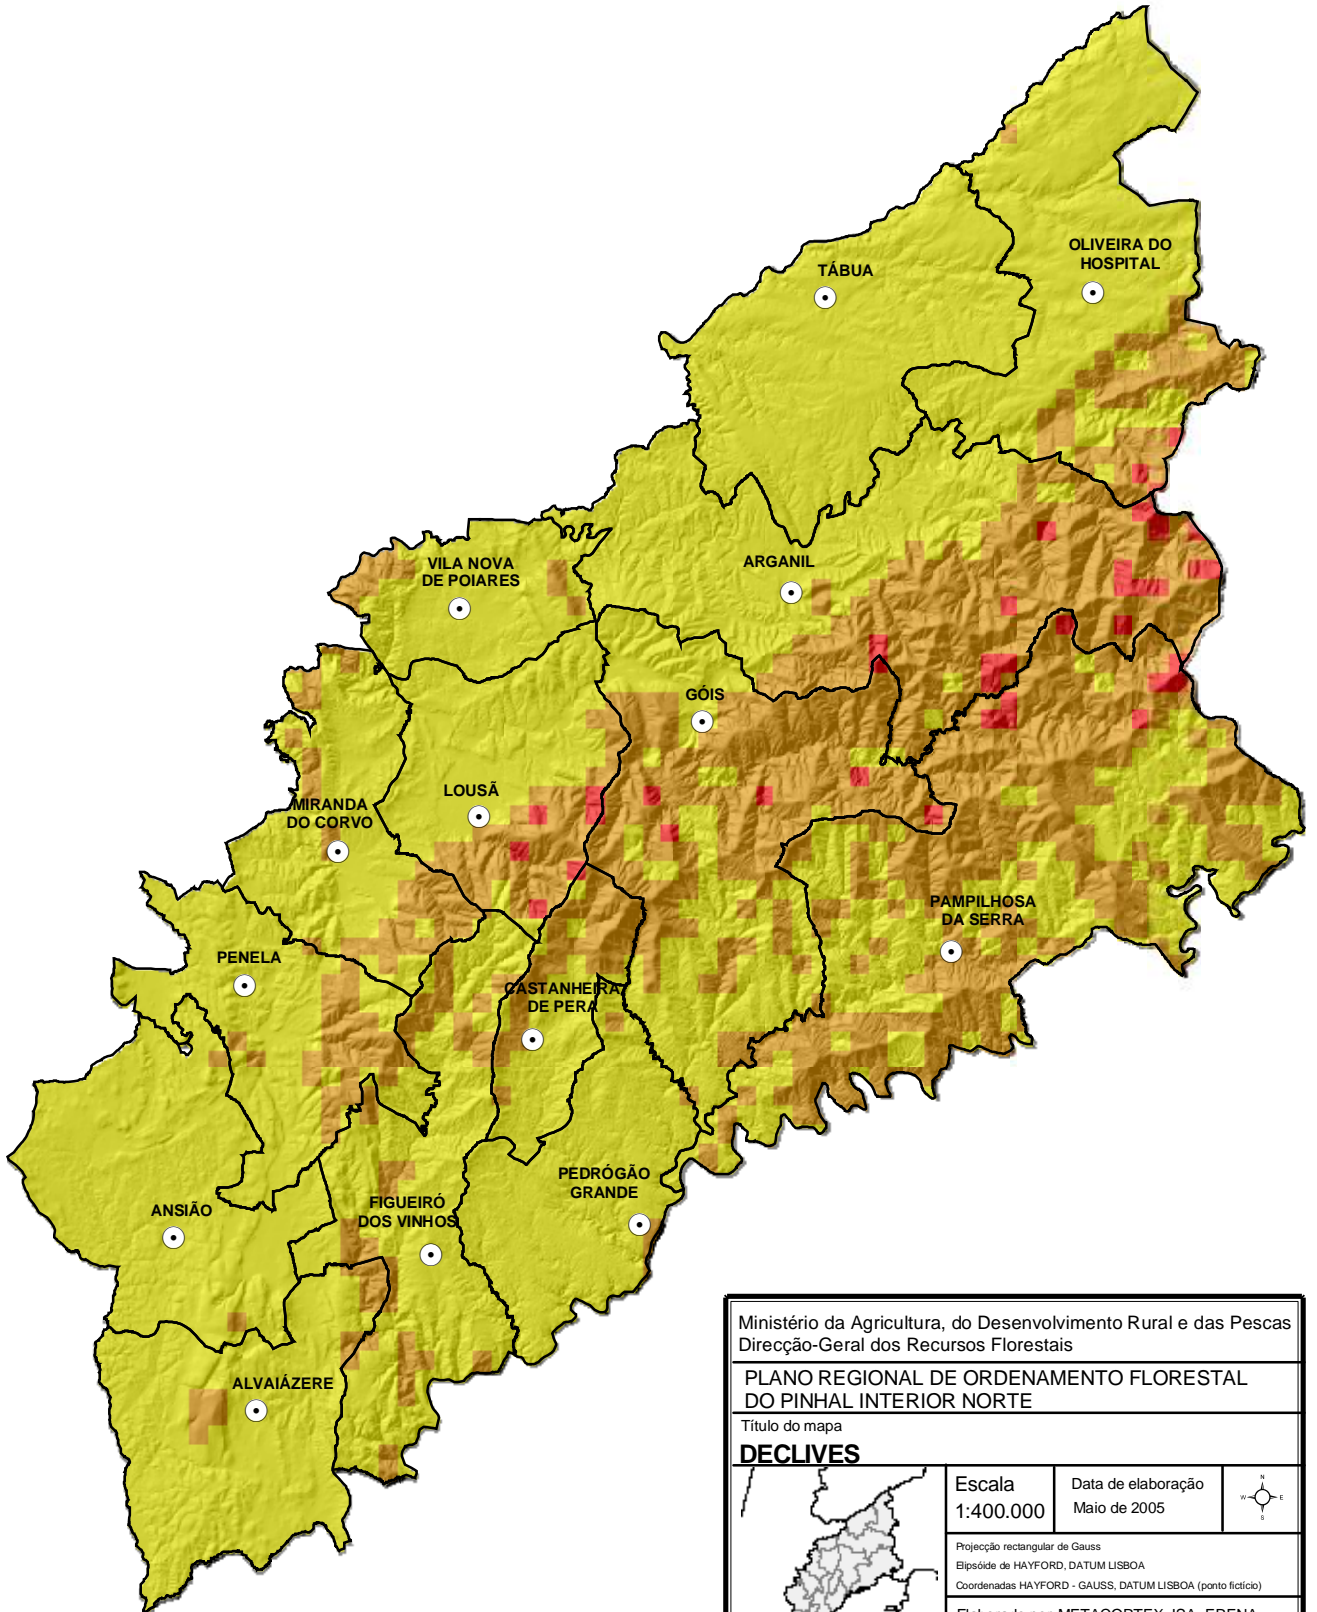 OLIVEIRA DO
HOSPITAL
TÁBUA
VILA NOVA
DE POIARES
ARGANIL
GÓIS
LOUSÃ
MIRANDA
DO CORVO
PAMPILHOSA
DA SERRA
PENELA
CASTANHEIRA
DE PERA
PEDRÓGÃO
GRANDE
ANSIÃO
FIGUEIRÓ
DOS VINHOS
ALVAIÁZERE
Ministério da Agricultura, do Desenvolvimento Rural e das Pescas
Direcção-Geral dos Recursos Florestais
PLANO REGIONAL DE ORDENAMENTO FLORESTAL
DO PINHAL INTERIOR NORTE
Título do mapa
DECLIVES
Escala
1:400.000
Data de elaboração
Maio de 2005
N
W E
S
Projecção rectangular de Gauss
Elipsóide de HAYFORD, DATUM LISBOA
Coordenadas HAYFORD - GAUSS, DATUM LISBOA (ponto fictício)